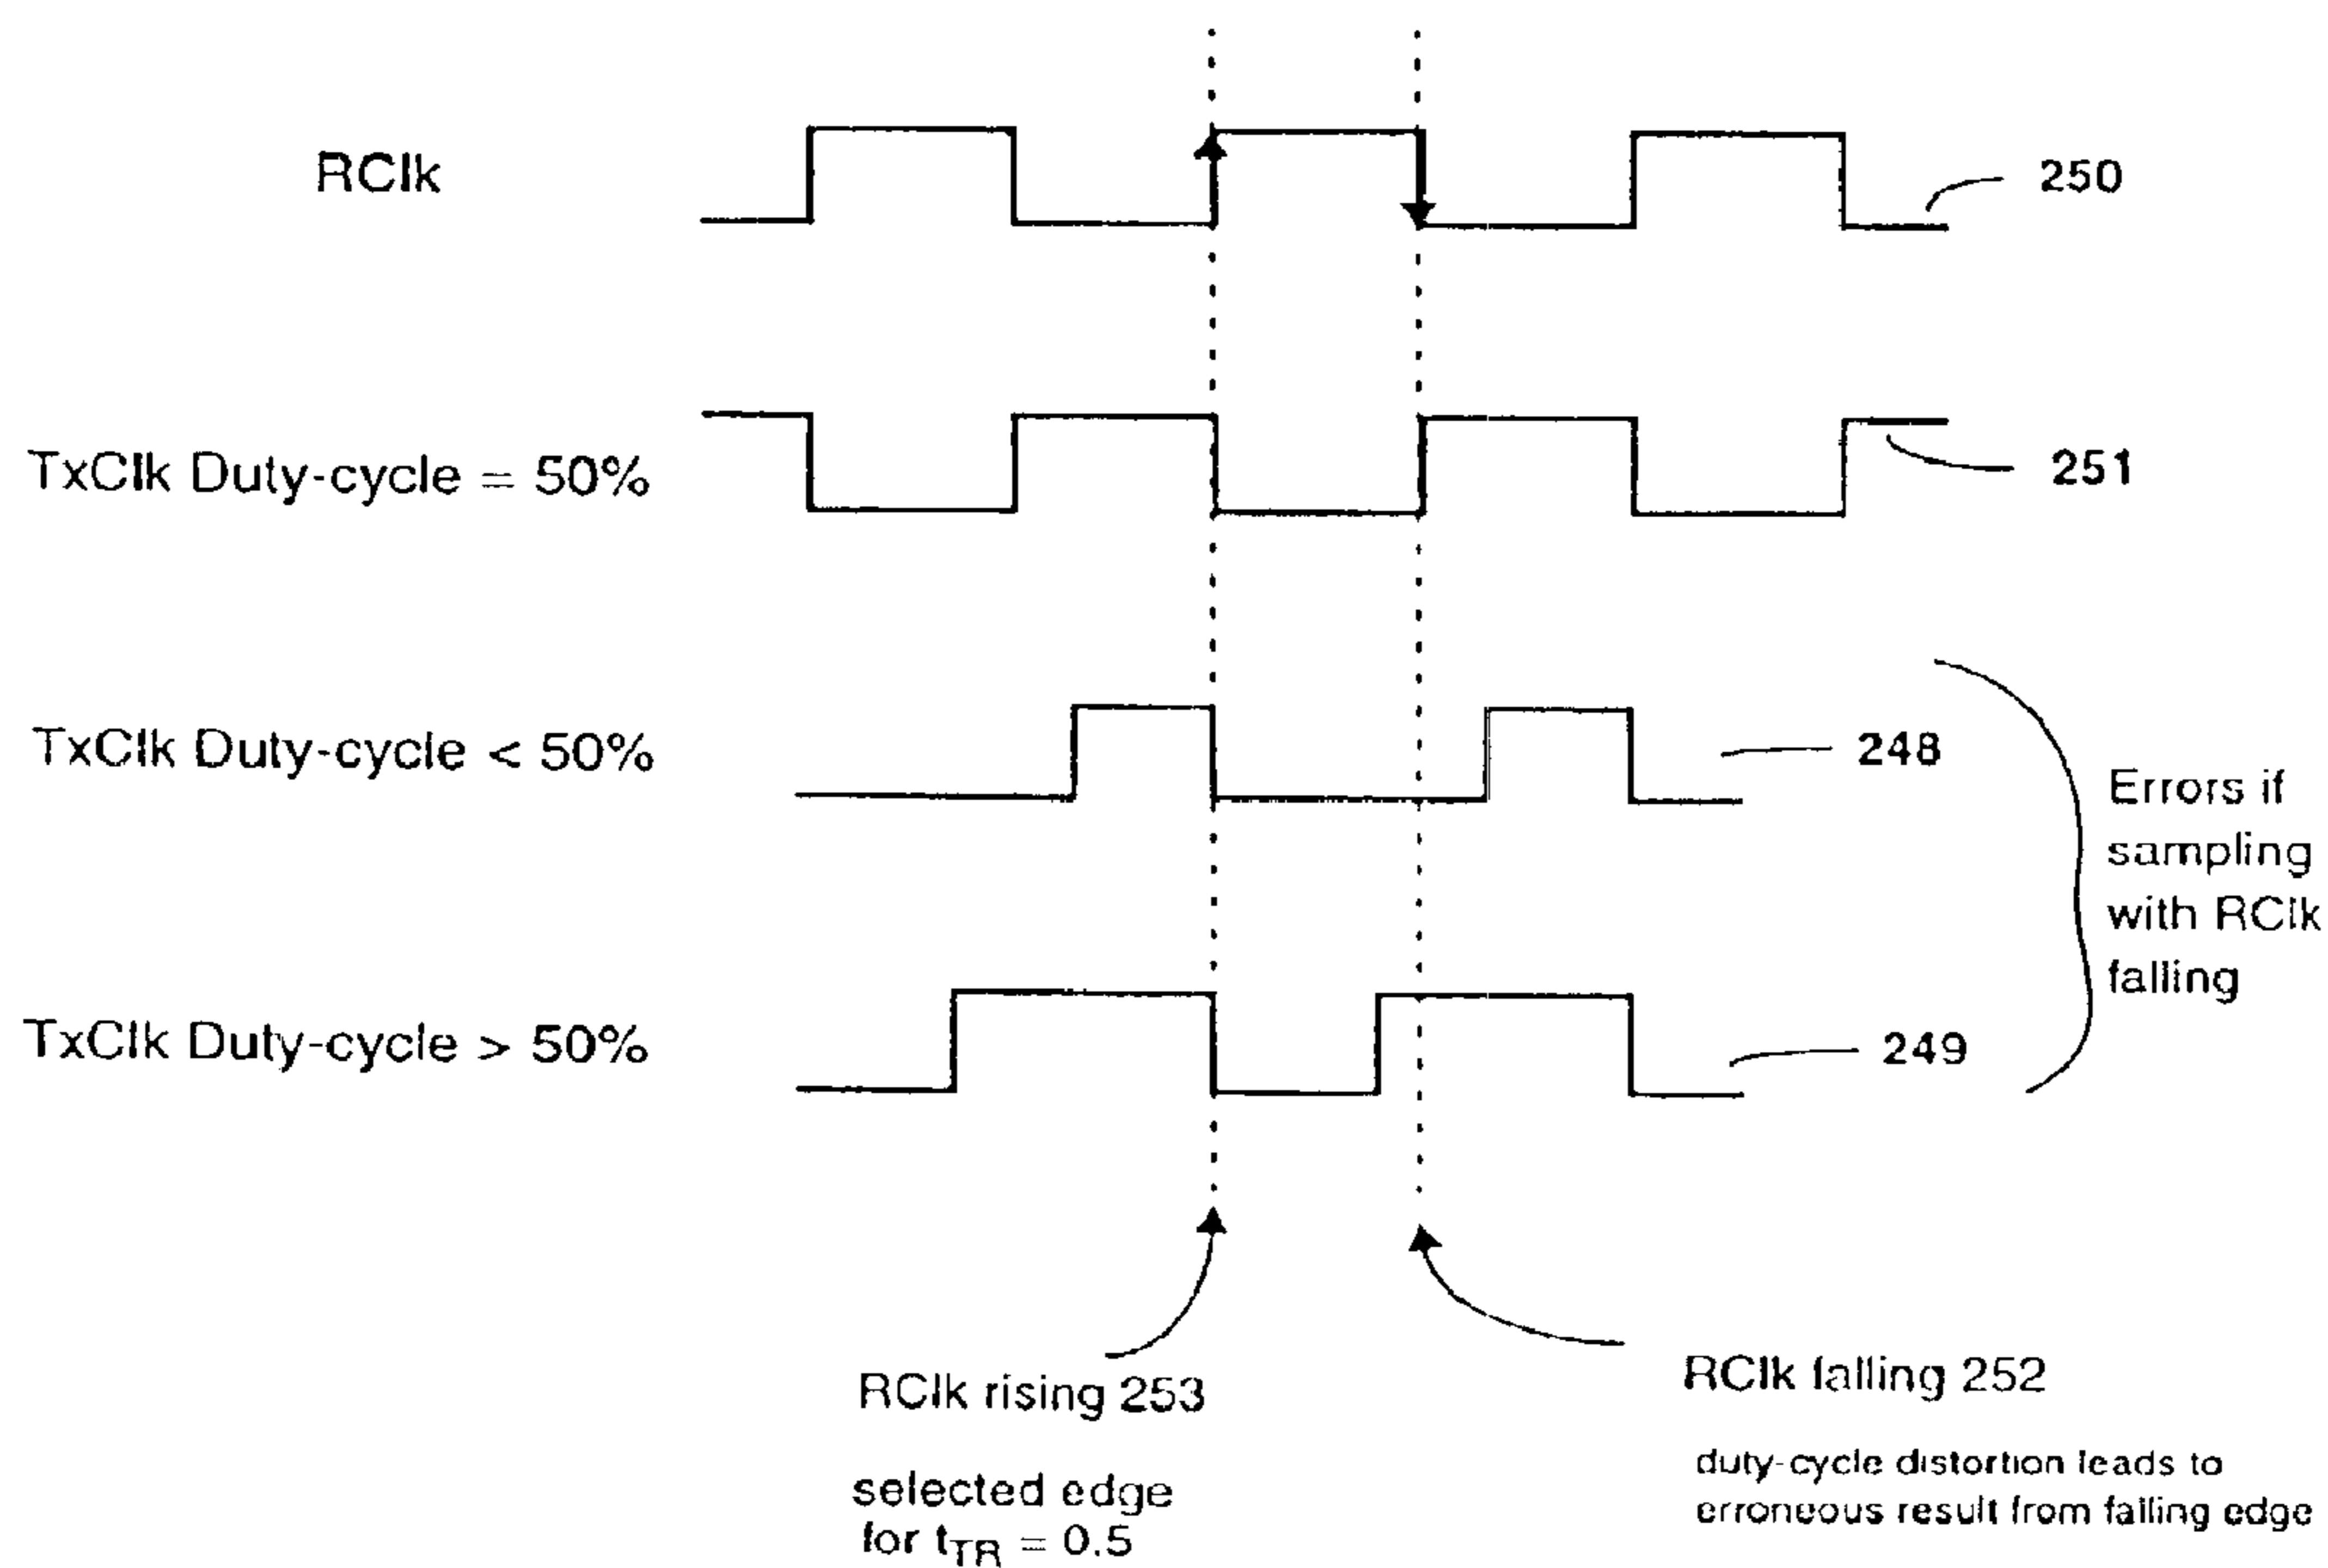 RClk
250
TxClk Duty-cycle = 50%
251
TxClk Duty-cycle < 50%
248
Errors if
sampling
with RClk
falling
TxClk Duty-cycle > 50%
249
RClk rising 253
selected edge
for tTR = 0.5
RClk falling 252
duty-cycle distortion leads to
erroneous result from falling edge